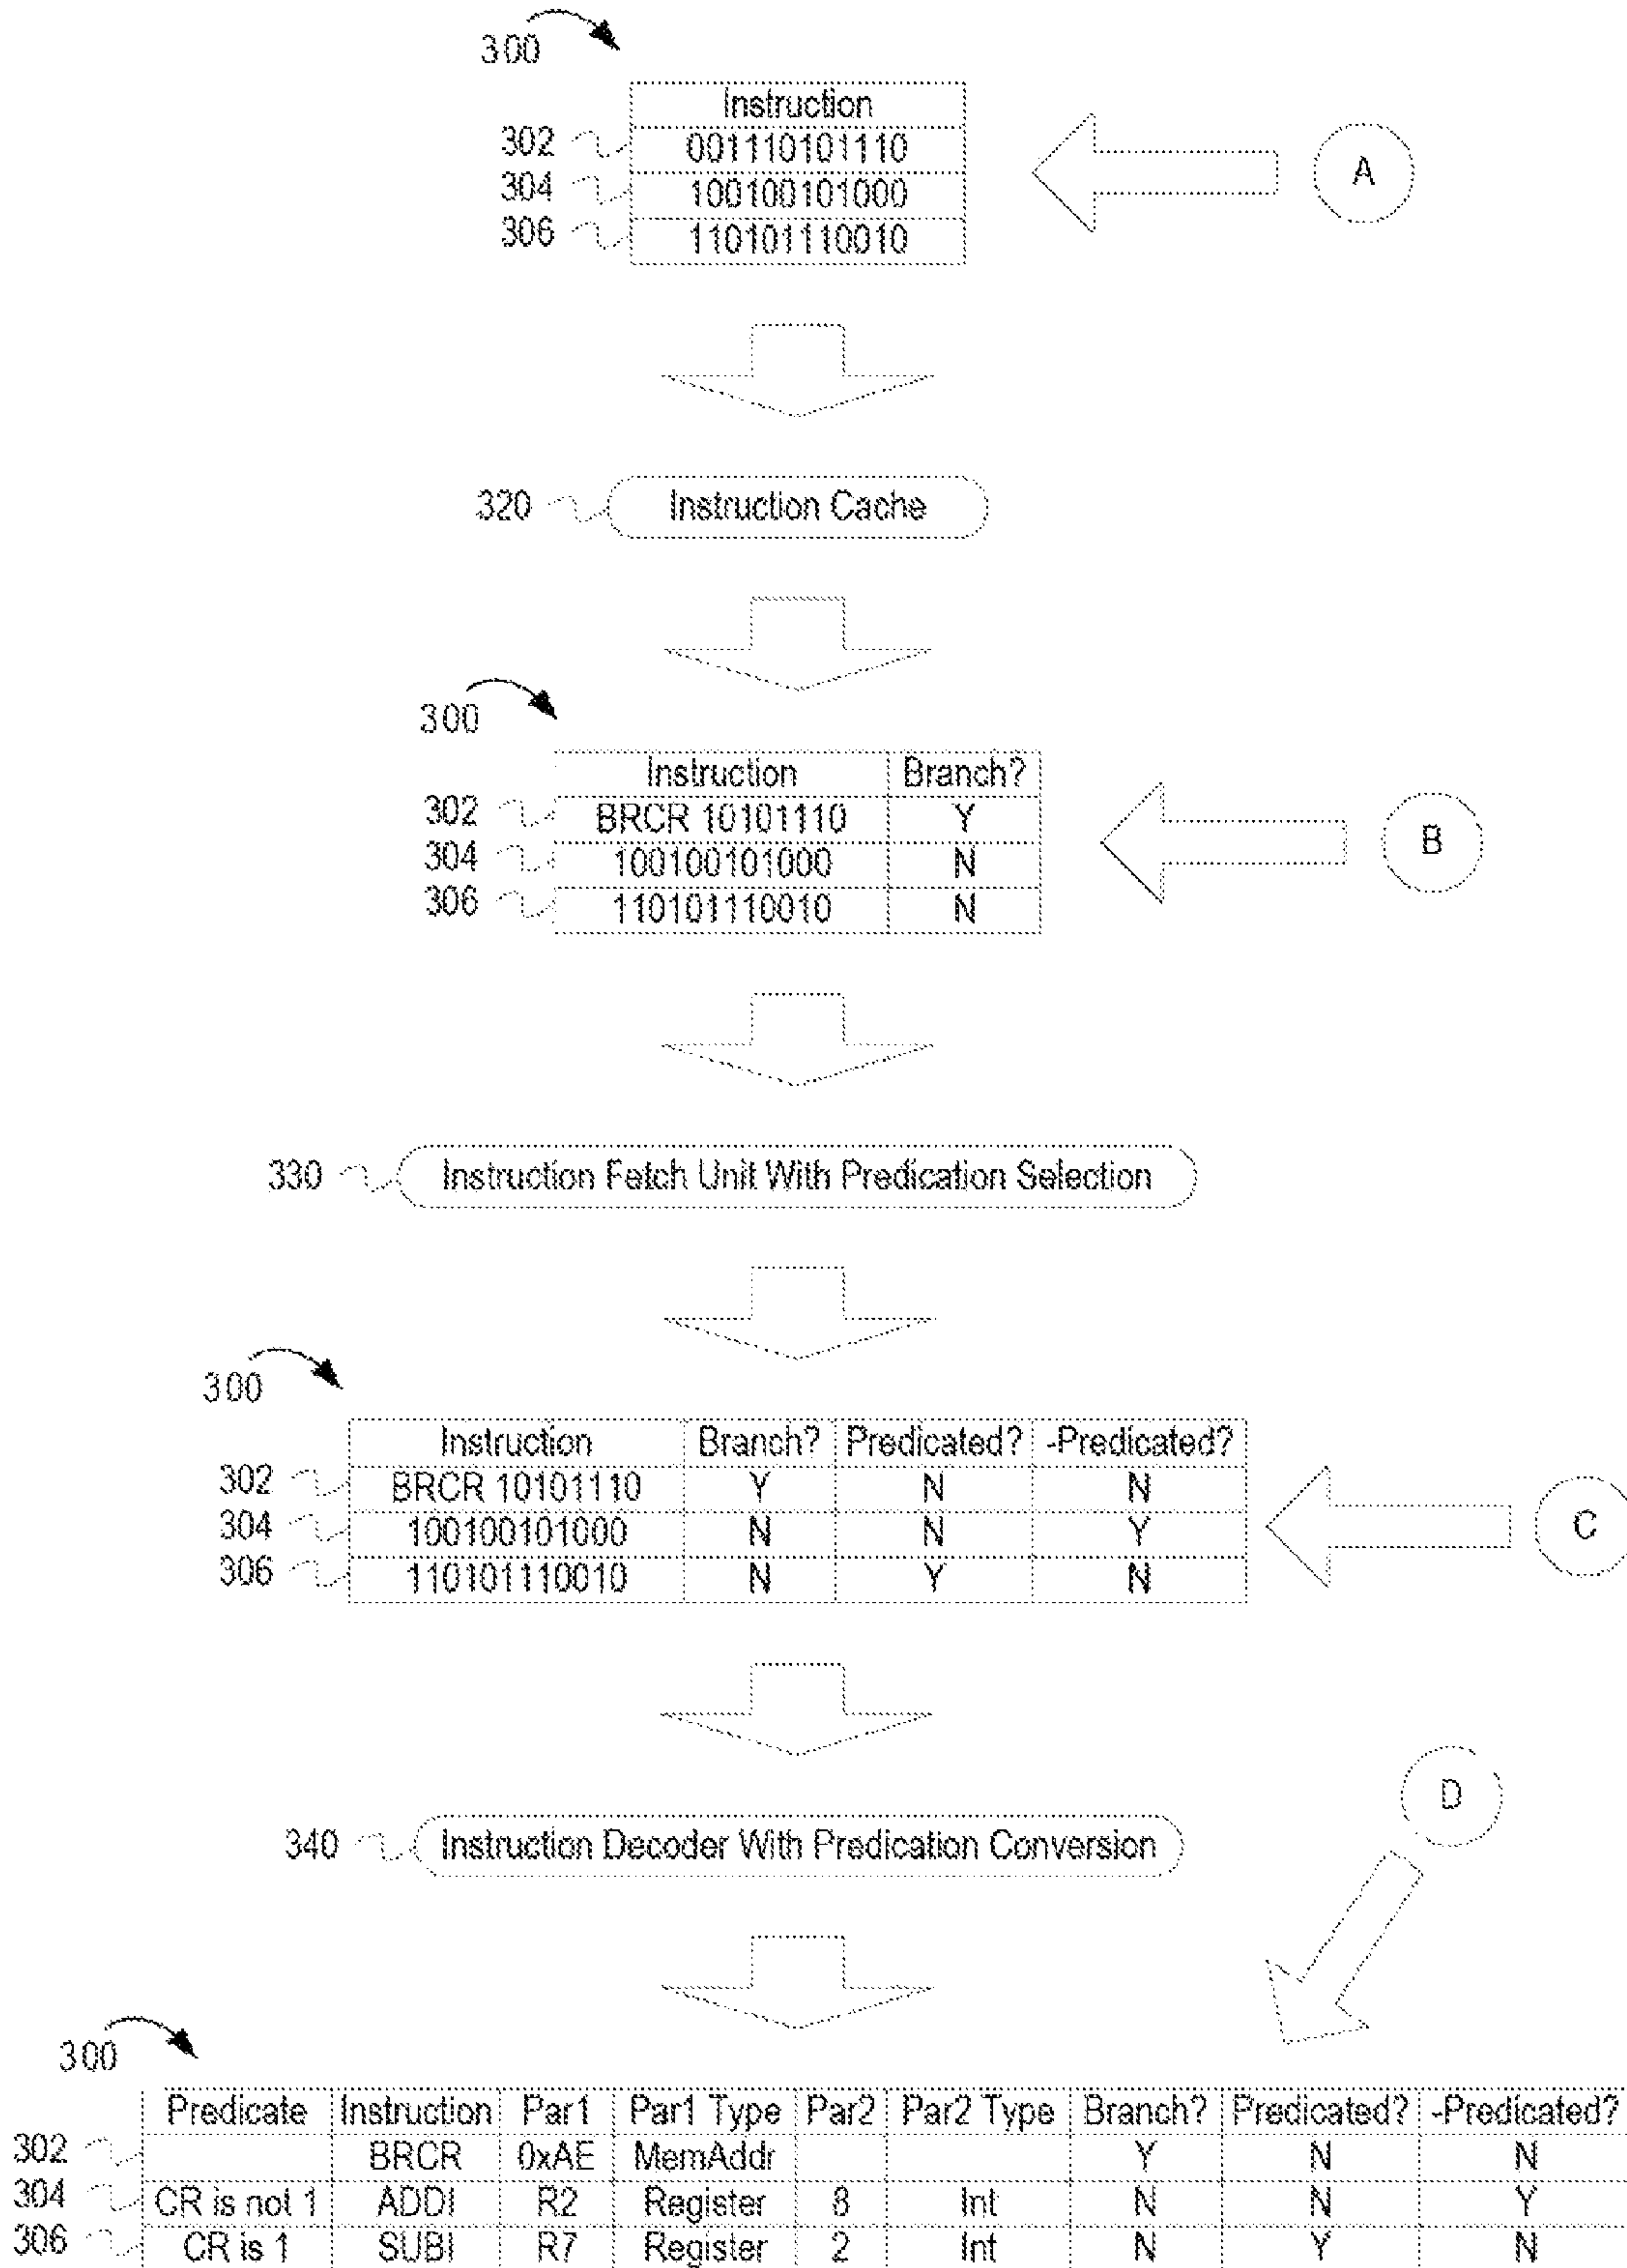 300
Instruction
302 001110101110
304 100100101000
306 110101110010
A
320 Instruction Cache
300
Instruction Branch?
302 BRCR 10101110 Y
304 100100101000 N
306 110101110010 N
B
330 Instruction Fetch Unit With Predication Selection
300
Instruction Branch? Predicated? -Predicated?
302 BRCR 10101110 Y N N
304 100100101000 N N Y
306 110101110010 N Y N
C
340 Instruction Decoder With Predication Conversion
D
300
Predicate Instruction Par1 Par1 Type Par2 Par2 Type Branch? Predicated? -Predicated?
302 BRCR 0xAE MemAddr Y N N
304 CR is not 1 ADDI R2 Register 8 Int N N Y
306 CR is 1 SUBI R7 Register 2 Int N Y N